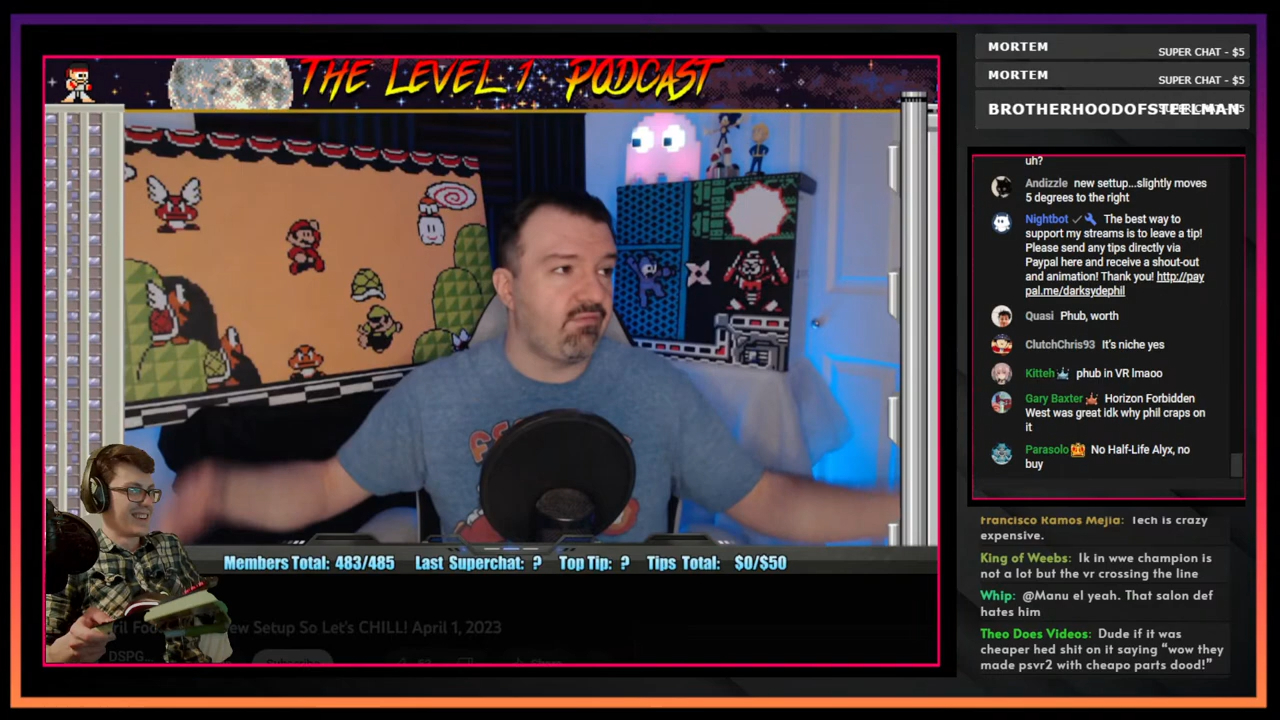 THE LEVEL 1 PODCAST
Members Total: 483/485 Last Superchat: ? Top Tip: ? Tips Total: $0/$50
ew Setup So Let's CHILL! April 1, 2023
DSPG...
Subscribe
Share
MORTEM
SUPER CHAT - $5
MORTEM
SUPER CHAT - $5
BROTHERHOODOFSTEELMAN
uh?
Andizzle new setup...slightly moves
5 degrees to the right
Nightbot The best way to
support my streams is to leave a tip!
Please send any tips directly via
Paypal here and receive a shout-out
and animation! Thank you! http://pay
pal.me/darksydephil
Quasi Phub, worth
ClutchChris93 It's niche yes
Kitteh phub in VR lmaoo
Gary Baxter Horizon Forbidden
West was great idk why phil craps on
it
Parasolo No Half-Life Alyx, no
buy
Francisco Ramos Mejia: Tech is crazy
expensive.
King of Weebs: Ik in wwe champion is
not a lot but the vr crossing the line
Whip: @Manu el yeah. That salon def
hates him
Theo Does Videos: Dude if it was
cheaper hed shit on it saying "wow they
made psvr2 with cheapo parts dood!"